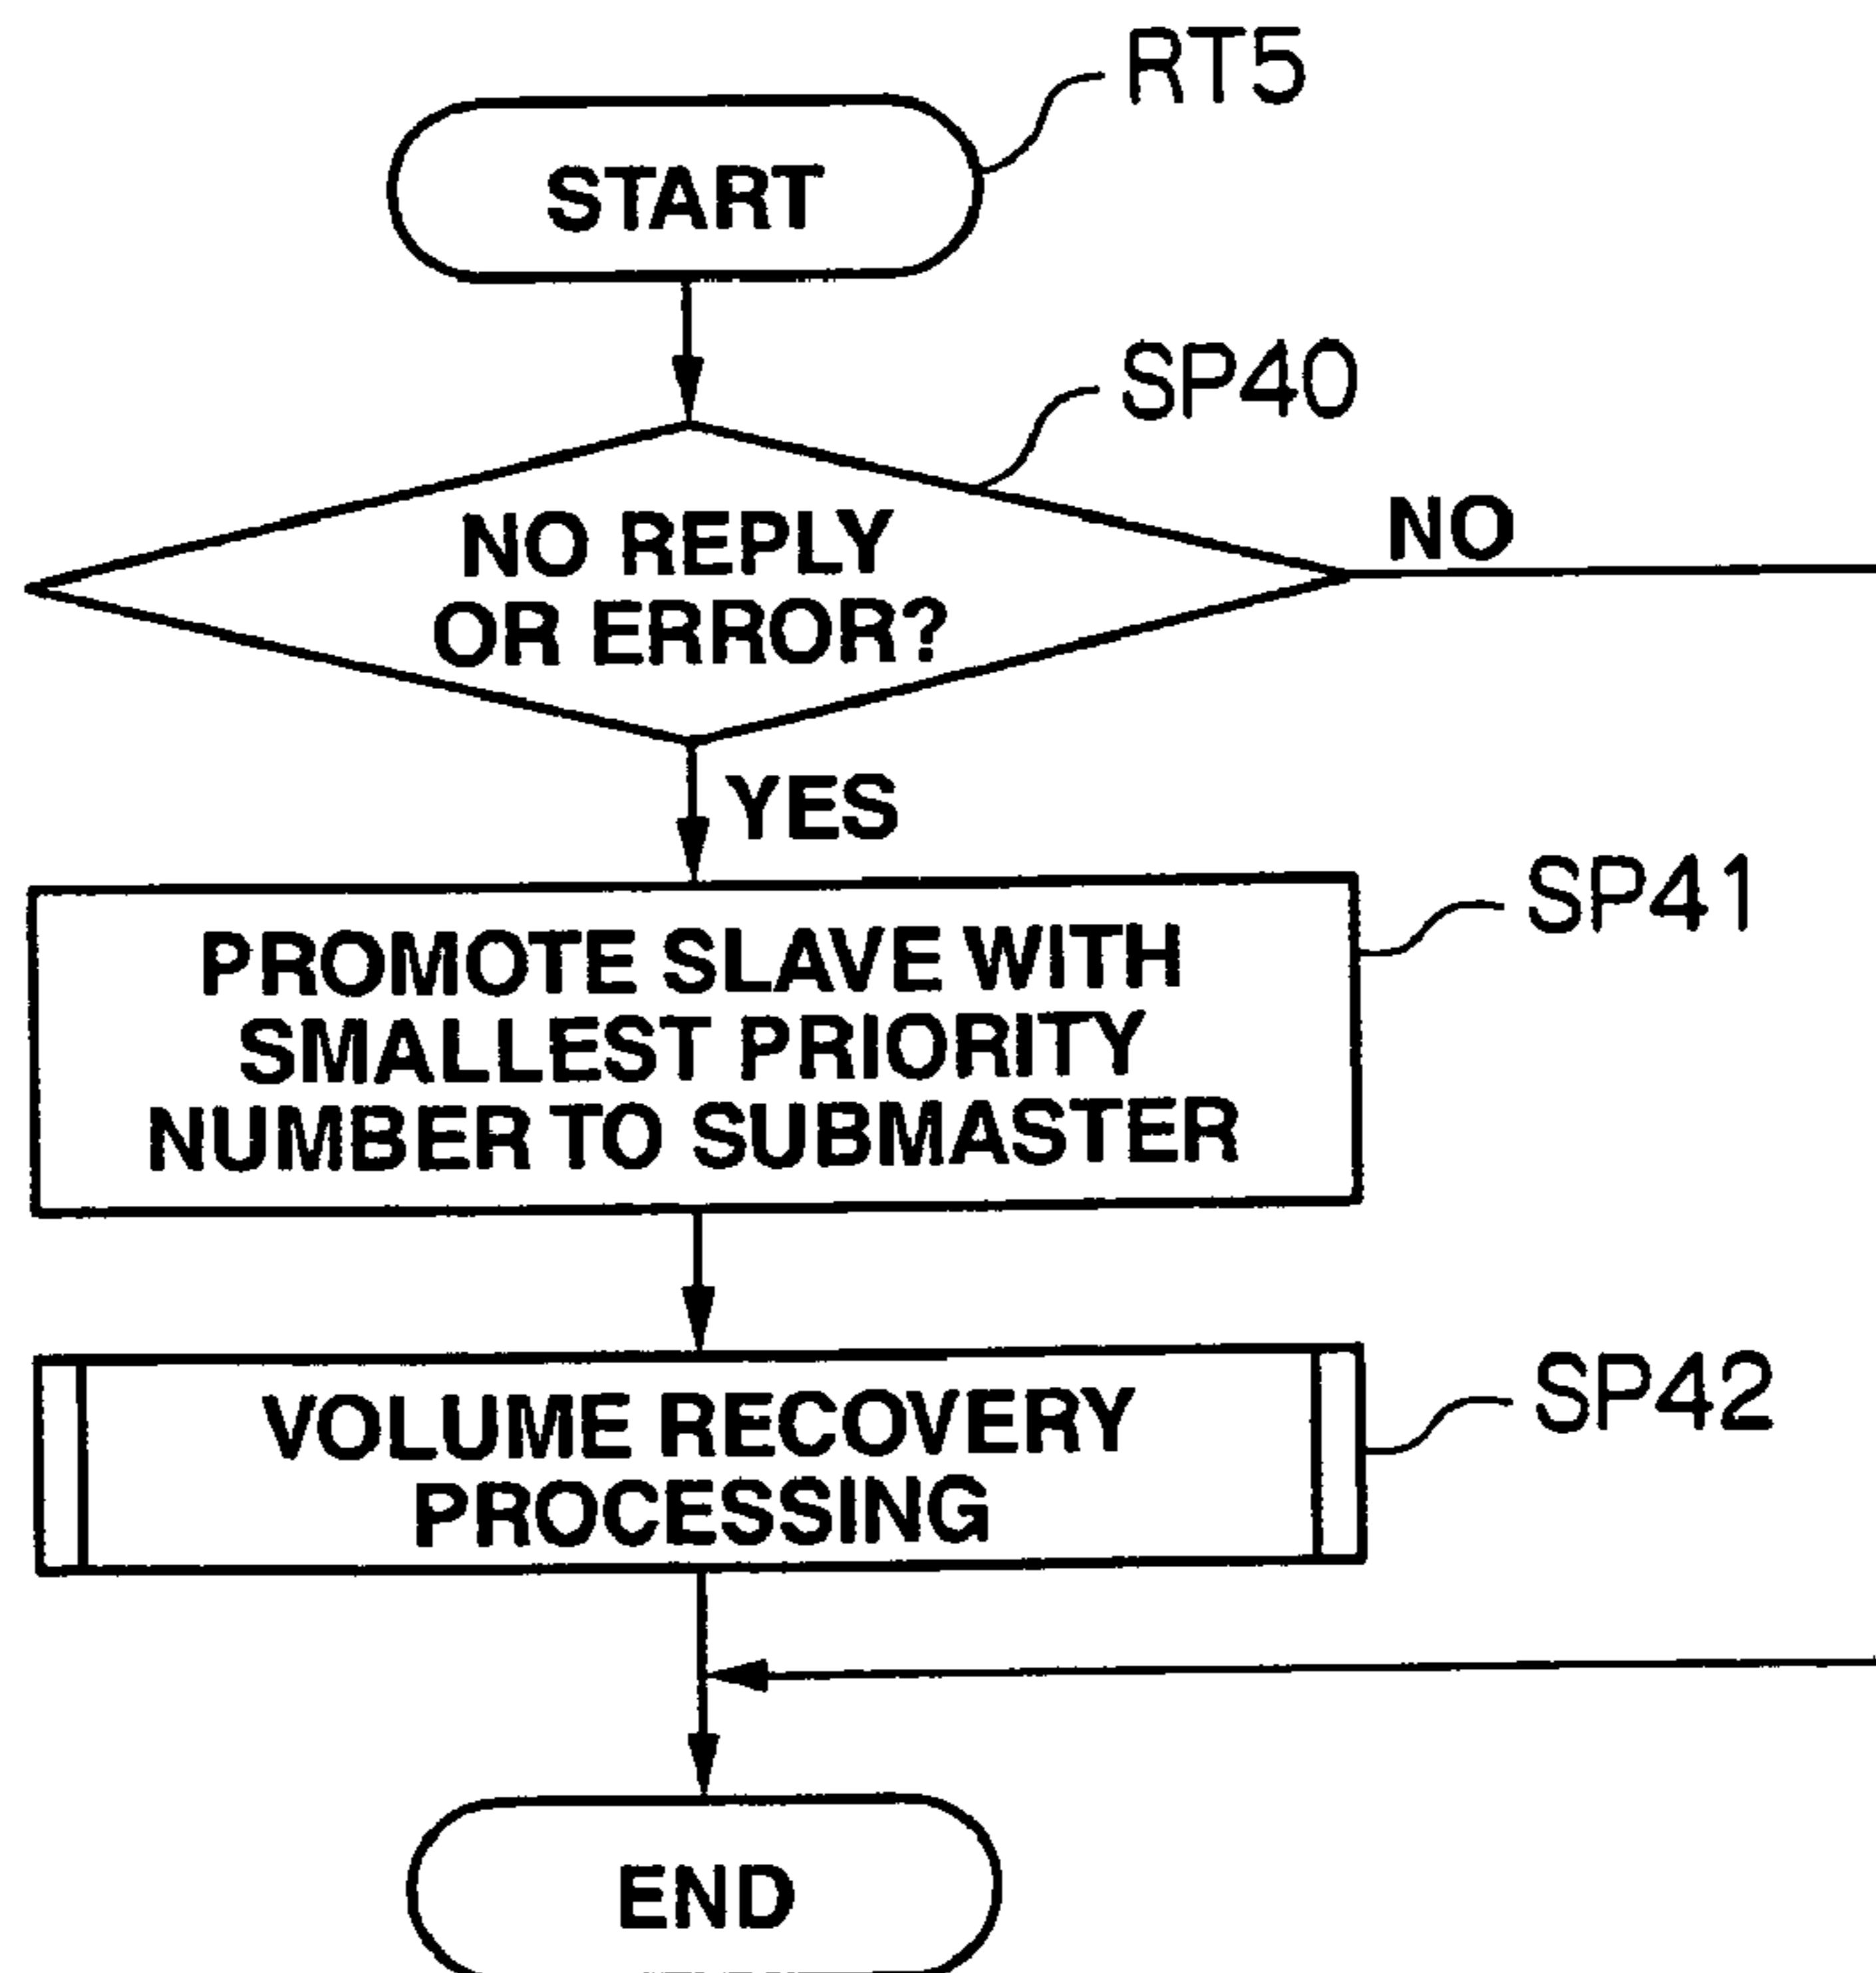 RT5
START
SP40
NO REPLY
OR ERROR?
NO
YES
SP41
PROMOTE SLAVE WITH
SMALLEST PRIORITY
NUMBER TO SUBMASTER
SP42
VOLUME RECOVERY
PROCESSING
END